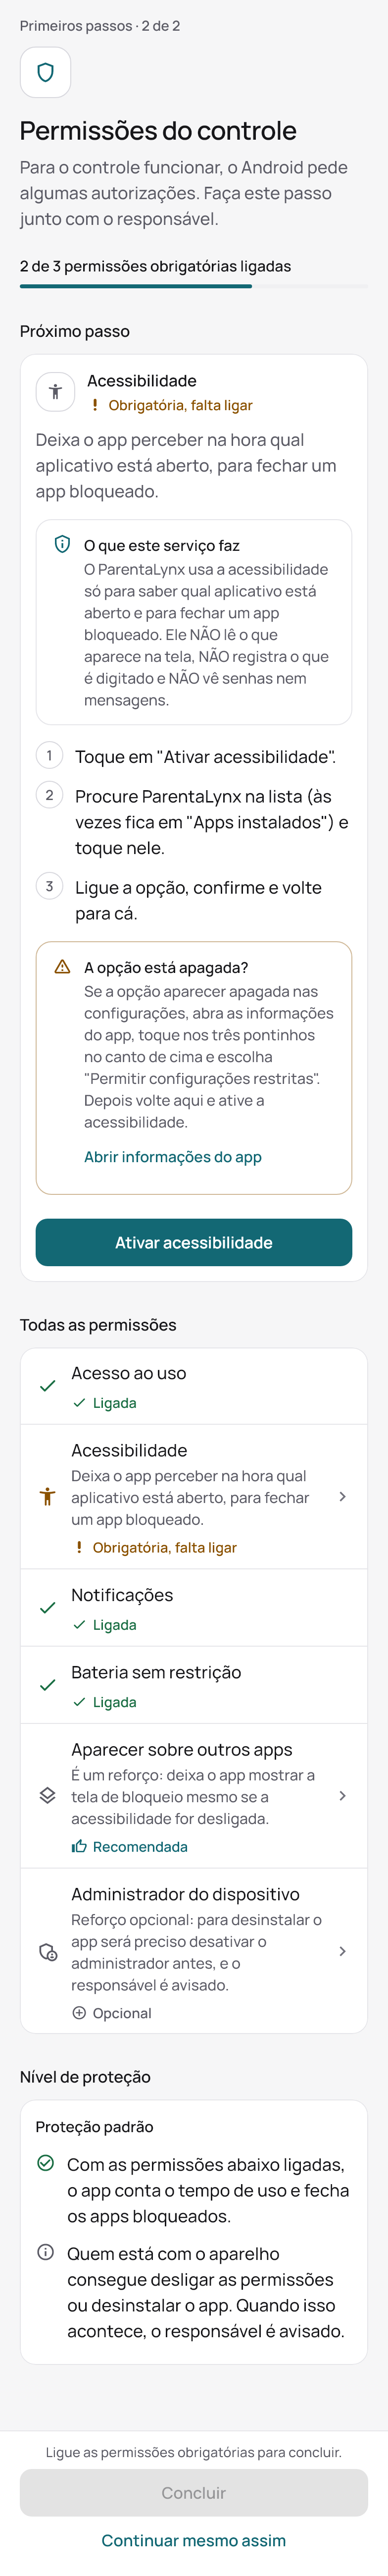 Primeiros passos · 2 de 2
Permissões do controle
Para o controle funcionar, o Android pede
algumas autorizações. Faça este passo
junto com o responsável.
2 de 3 permissões obrigatórias ligadas
Próximo passo
Acessibilidade
Obrigatória, falta ligar
Deixa o app perceber na hora qual
aplicativo está aberto, para fechar um
app bloqueado.
O que este serviço faz
O ParentaLynx usa a acessibilidade
só para saber qual aplicativo está
aberto e para fechar um app
bloqueado. Ele NÃO lê o que
aparece na tela, NÃO registra o que
é digitado e NÃO vê senhas nem
mensagens.
1 Toque em "Ativar acessibilidade".
2 Procure ParentaLynx na lista (às
vezes fica em "Apps instalados") e
toque nele.
3 Ligue a opção, confirme e volte
para cá.
A opção está apagada?
Se a opção aparecer apagada nas
configurações, abra as informações
do app, toque nos três pontinhos
no canto de cima e escolha
"Permitir configurações restritas".
Depois volte aqui e ative a
acessibilidade.
Abrir informações do app
Ativar acessibilidade
Todas as permissões
Acesso ao uso
Ligada
Acessibilidade
Deixa o app perceber na hora qual
aplicativo está aberto, para fechar
um app bloqueado.
Obrigatória, falta ligar
Notificações
Ligada
Bateria sem restrição
Ligada
Aparecer sobre outros apps
É um reforço: deixa o app mostrar a
tela de bloqueio mesmo se a
acessibilidade for desligada.
Recomendada
Administrador do dispositivo
Reforço opcional: para desinstalar o
app será preciso desativar o
administrador antes, e o
responsável é avisado.
Opcional
Nível de proteção
Proteção padrão
Com as permissões abaixo ligadas,
o app conta o tempo de uso e fecha
os apps bloqueados.
Quem está com o aparelho
consegue desligar as permissões
ou desinstalar o app. Quando isso
acontece, o responsável é avisado.
Ligue as permissões obrigatórias para concluir.
Concluir
Continuar mesmo assim